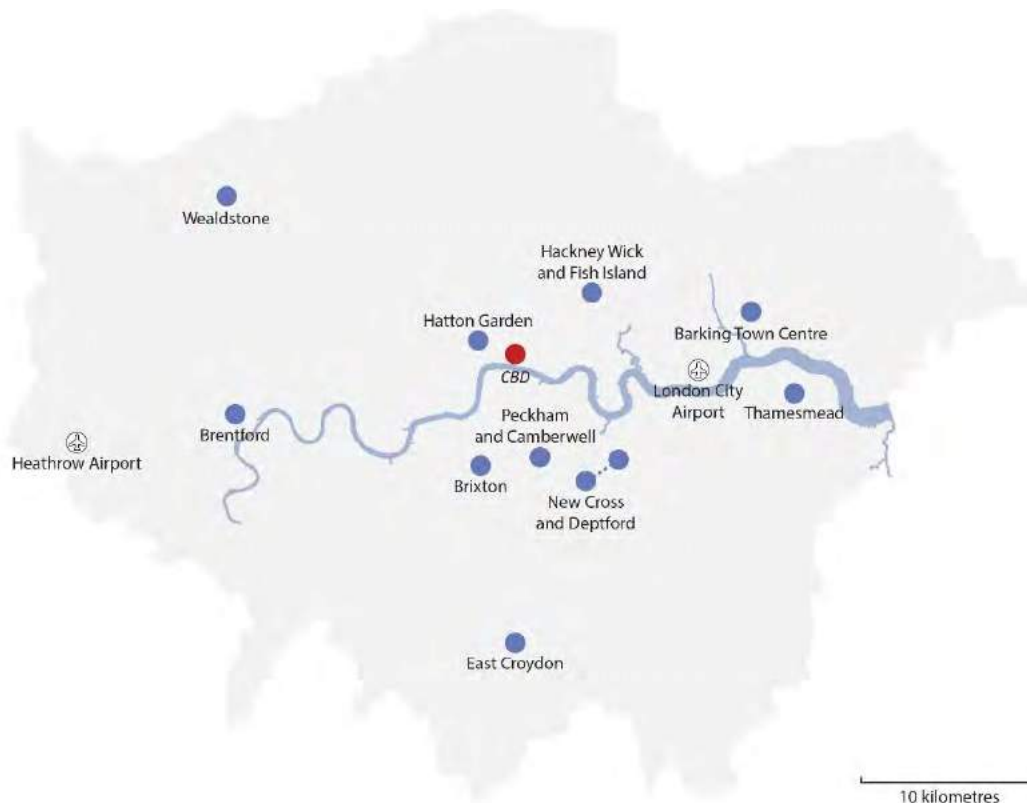 Wealdstone
Hackney Wick
and Fish Island
Hatton Garden
CBD
Barking Town Centre
London City
Airport
Thamesmead
Brentford
Heathrow Airport
Peckham
and Camberwell
Brixton
New Cross
and Deptford
East Croydon
10 kilometres